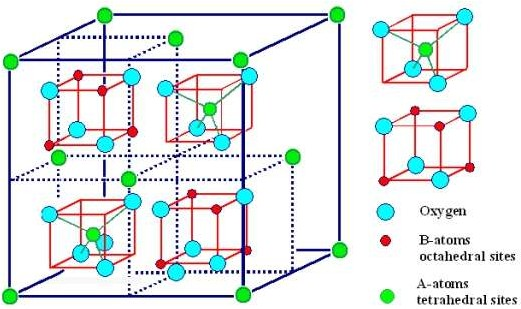 Oxygen
B-atoms
octahedral sites
A-atoms
tetrahedral sites